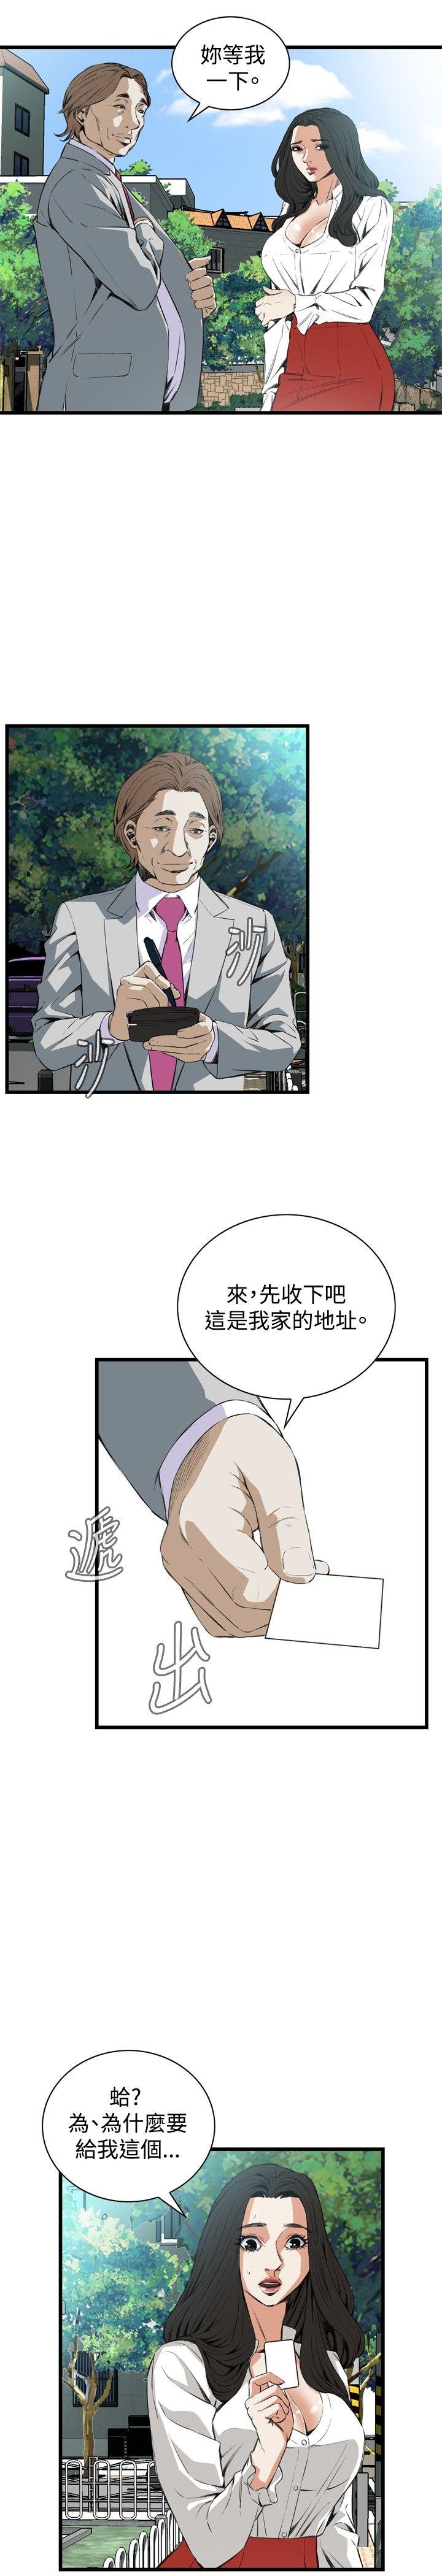 妳等我
一下。
沙
沙
來，先收下吧
這是我家的地址。
遞
出
蛤？
為、為什麼要
給我這個...